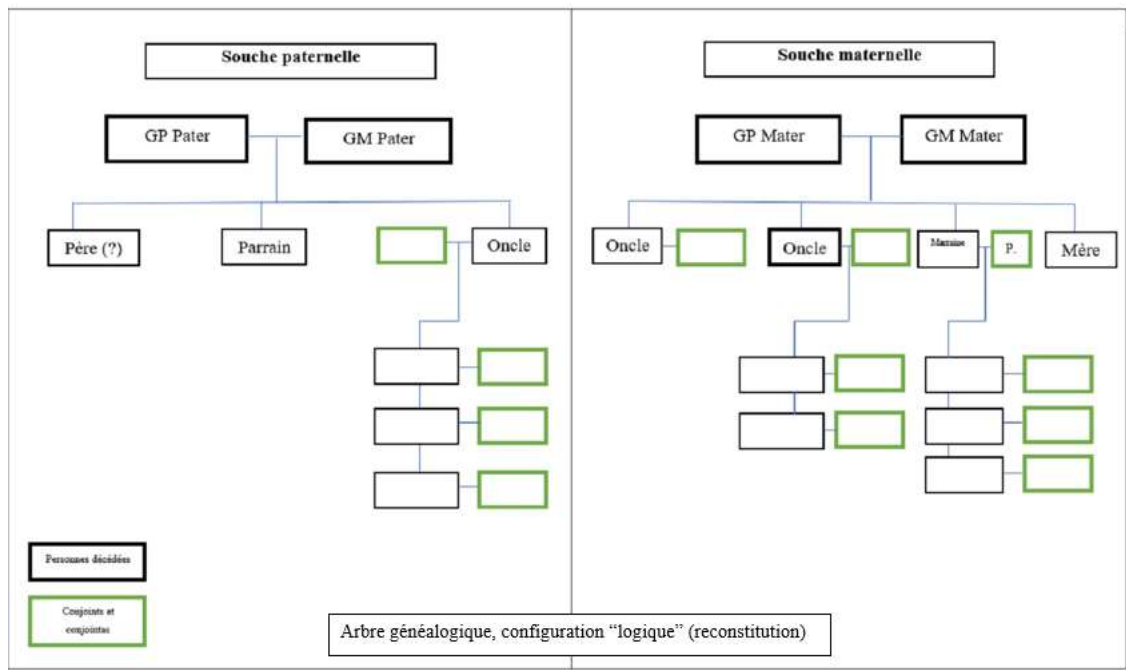 Souche paternelle
Souche maternelle
GP Pater
GM Pater
GP Mater
GM Mater
Père (?)
Parrain
Oncle
Oncle
Oncle
Marraine
P.
Mère
Personnes décédées
Conjoints et
conjointes
Arbre généalogique, configuration “logique” (reconstitution)